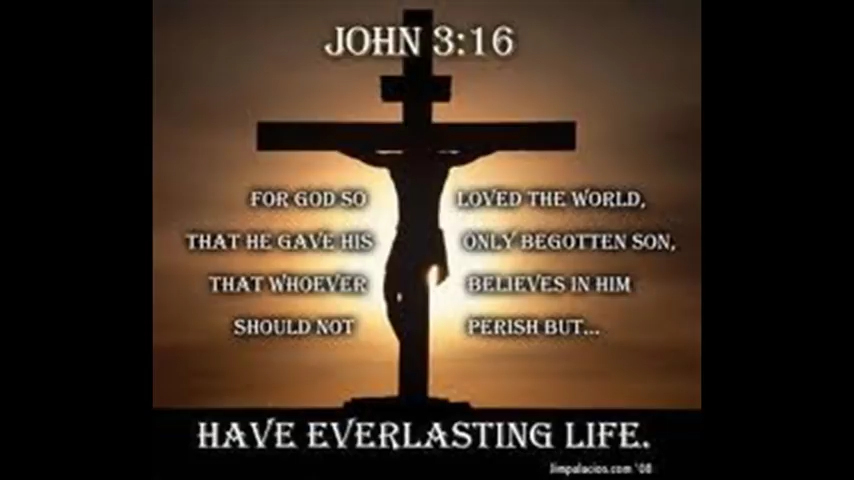 JOHN 3:16
FOR GOD SO LOVED THE WORLD,
THAT HE GAVE HIS ONLY BEGOTTEN SON,
THAT WHOEVER BELIEVES IN HIM
SHOULD NOT PERISH BUT...
HAVE EVERLASTING LIFE.
Jimpalacios.com '08